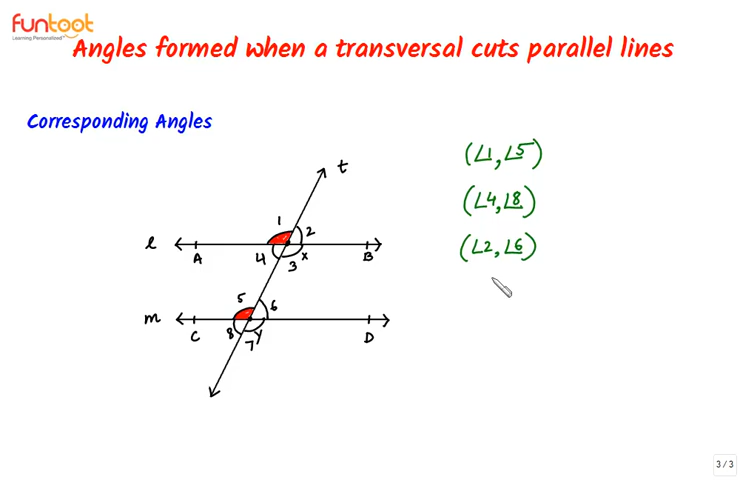 funtoot
Learning Personalized
Angles formed when a transversal cuts parallel lines
Corresponding Angles
t
(∠1, ∠5)
(∠4, ∠8)
(∠2, ∠6)
1
2
l
A
4
3
x
B
5
6
m
C
8
7
y
D
3 / 3